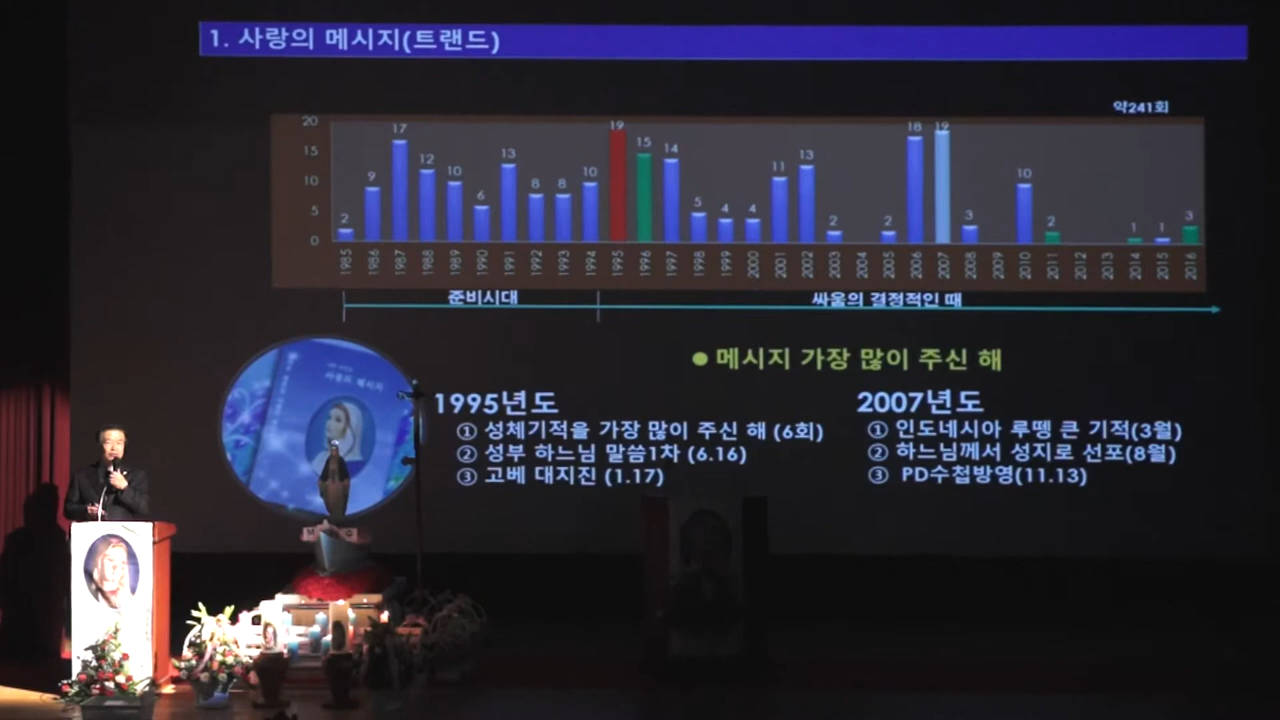 1. 사랑의 메시지(트랜드)
약241회
20
15
10
5
0
2 9 17 12 10 6 13 8 8 10 19 15 14 5 4 4 11 13 2 2 18 19 3 10 2 1 1 3
1985 1986 1987 1988 1989 1990 1991 1992 1993 1994 1995 1996 1997 1998 1999 2000 2001 2002 2003 2004 2005 2006 2007 2008 2009 2010 2011 2012 2013 2014 2015 2016
준비시대 싸움의 결정적인 때
● 메시지 가장 많이 주신 해
1995년도
① 성체기적을 가장 많이 주신 해 (6회)
② 성부 하느님 말씀1차 (6.16)
③ 고베 대지진 (1.17)
2007년도
① 인도네시아 루뗑 큰 기적(3월)
② 하느님께서 성지로 선포(8월)
③ PD수첩방영(11.13)
사랑의 메시지
M